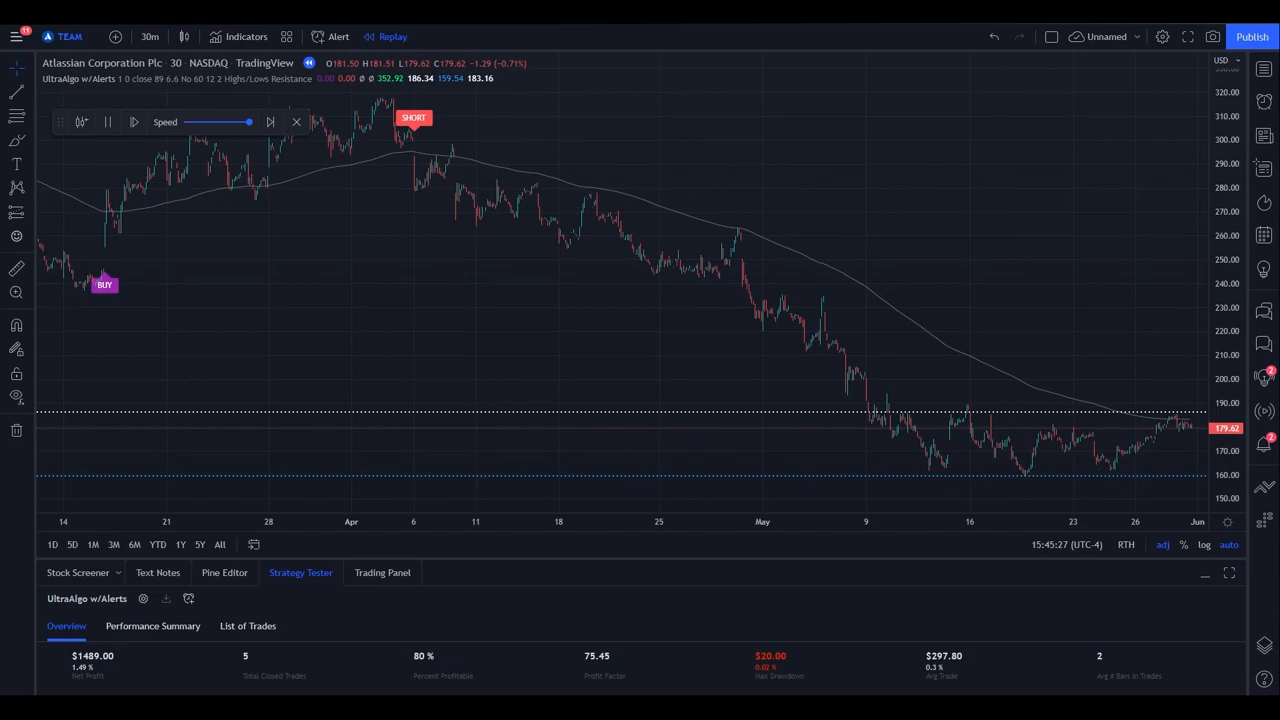 11 TEAM 30m Indicators Alert Replay Unnamed Publish
Atlassian Corporation Plc · 30 · NASDAQ TradingView O181.50 H181.51 L179.62 C179.62 −1.29 (−0.71%) USD
UltraAlgo w/Alerts 1 0 close 89 6.6 No 60 12 2 Highs/Lows Resistance 0.00 0.00 ∅ ∅ 352.92 186.34 159.54 183.16
320.00
Speed
SHORT
310.00
300.00
290.00
280.00
270.00
260.00
250.00
240.00
BUY
230.00
220.00
210.00
200.00
2
190.00
179.62
2
170.00
160.00
150.00
14 21 28 Apr 6 11 18 25 May 9 16 23 26 Jun
1D 5D 1M 3M 6M YTD 1Y 5Y All 15:45:27 (UTC-4) RTH adj % log auto
Stock Screener Text Notes Pine Editor Strategy Tester Trading Panel
UltraAlgo w/Alerts
Overview Performance Summary List of Trades
$1489.00 5 80 % 75.45 $20.00 $297.80 2
1.49 % 0.02 % 0.3 %
Net Profit Total Closed Trades Percent Profitable Profit Factor Max Drawdown Avg Trade Avg # Bars In Trades